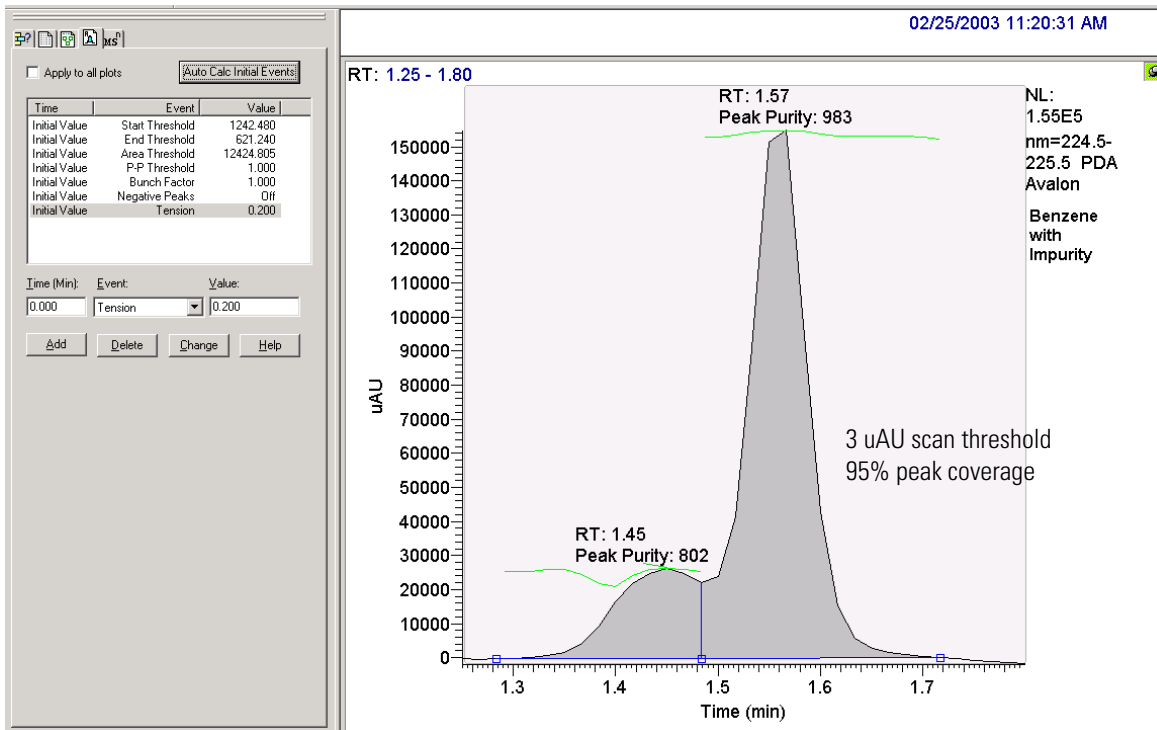 MSn
Apply to all plots
Auto Calc Initial Events
Time Event Value
Initial Value Start Threshold 1242.480
Initial Value End Threshold 621.240
Initial Value Area Threshold 12424.805
Initial Value P-P Threshold 1.000
Initial Value Bunch Factor 1.000
Initial Value Negative Peaks Off
Initial Value Tension 0.200
Time (Min): Event: Value:
0.000 Tension 0.200
Add Delete Change Help
02/25/2003 11:20:31 AM
RT: 1.25 - 1.80
RT: 1.57
Peak Purity: 983
NL:
1.55E5
nm=224.5-
225.5 PDA
Avalon
Benzene
with
Impurity
150000
140000
130000
120000
110000
100000
90000
80000
70000
60000
50000
40000
30000
20000
10000
0
uAU
3 uAU scan threshold
95% peak coverage
RT: 1.45
Peak Purity: 802
1.3 1.4 1.5 1.6 1.7
Time (min)